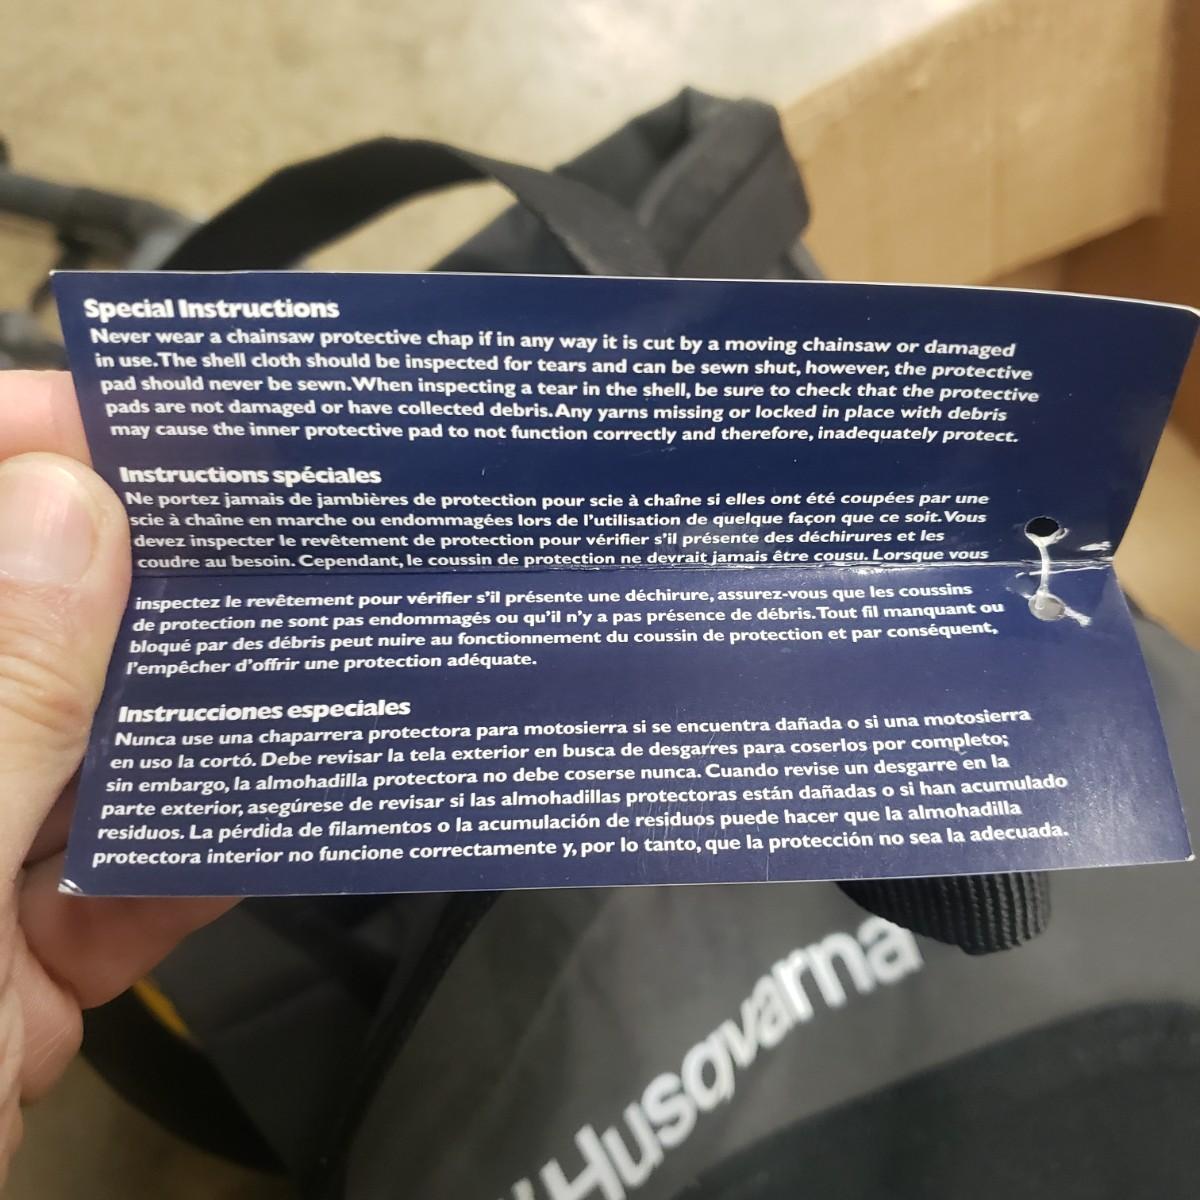 Special Instructions
Never wear a chainsaw protective chap if in any way it is cut by a moving chainsaw or damaged
in use. The shell cloth should be inspected for tears and can be sewn shut, however, the protective
pad should never be sewn. When inspecting a tear in the shell, be sure to check that the protective
pads are not damaged or have collected debris. Any yarns missing or locked in place with debris
may cause the inner protective pad to not function correctly and therefore, inadequately protect.
Instructions spéciales
Ne portez jamais de jambières de protection pour scie à chaîne si elles ont été coupées par une
scie à chaîne en marche ou endommagées lors de l'utilisation de quelque façon que ce soit. Vous
devez inspecter le revêtement de protection pour vérifier s'il présente des déchirures et les
coudre au besoin. Cependant, le coussin de protection ne devrait jamais être cousu. Lorsque vous
inspectez le revêtement pour vérifier s'il présente une déchirure, assurez-vous que les coussins
de protection ne sont pas endommagés ou qu'il n'y a pas présence de débris. Tout fil manquant ou
bloqué par des débris peut nuire au fonctionnement du coussin de protection et par conséquent,
l'empêcher d'offrir une protection adéquate.
Instrucciones especiales
Nunca use una chaparrera protectora para motosierra si se encuentra dañada o si una motosierra
en uso la cortó. Debe revisar la tela exterior en busca de desgarres para coserlos por completo;
sin embargo, la almohadilla protectora no debe coserse nunca. Cuando revise un desgarre en la
parte exterior, asegúrese de revisar si las almohadillas protectoras están dañadas o si han acumulado
residuos. La pérdida de filamentos o la acumulación de residuos puede hacer que la almohadilla
protectora interior no funcione correctamente y, por lo tanto, que la protección no sea la adecuada.
Husqvarna